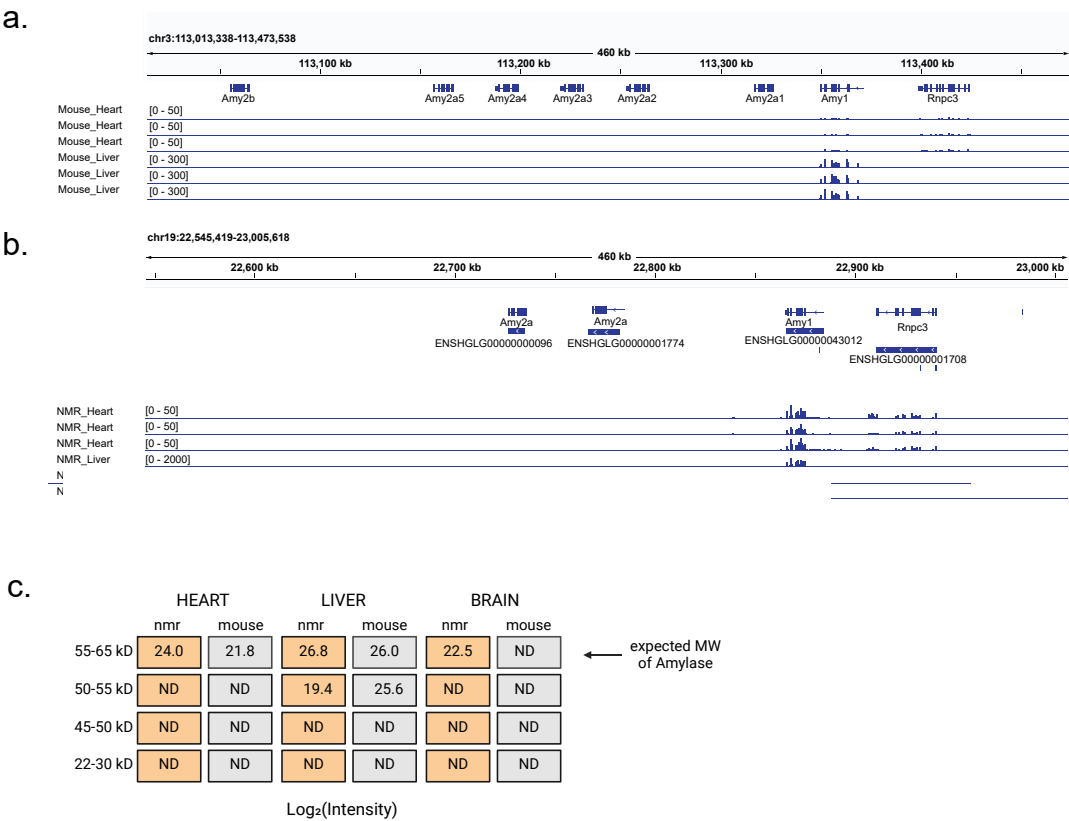 a.
chr3:113,013,338-113,473,538
460 kb
113,100 kb 113,200 kb 113,300 kb 113,400 kb
Amy2b Amy2a5 Amy2a4 Amy2a3 Amy2a2 Amy2a1 Amy1 Rnpc3
Mouse_Heart [0 - 50]
Mouse_Heart [0 - 50]
Mouse_Heart [0 - 50]
Mouse_Liver [0 - 300]
Mouse_Liver [0 - 300]
Mouse_Liver [0 - 300]
b.
chr19:22,545,419-23,005,618
460 kb
22,600 kb 22,700 kb 22,800 kb 22,900 kb 23,000 kb
Amy2a Amy2a Amy1 Rnpc3
ENSHGLG00000000096 ENSHGLG00000001774 ENSHGLG00000043012
ENSHGLG00000001708
NMR_Heart [0 - 50]
NMR_Heart [0 - 50]
NMR_Heart [0 - 50]
NMR_Liver [0 - 2000]
N
N
c.
HEART LIVER BRAIN
nmr mouse nmr mouse nmr mouse
55-65 kD 24.0 21.8 26.8 26.0 22.5 ND
expected MW
of Amylase
50-55 kD ND ND 19.4 25.6 ND ND
45-50 kD ND ND ND ND ND ND
22-30 kD ND ND ND ND ND ND
Log₂(Intensity)